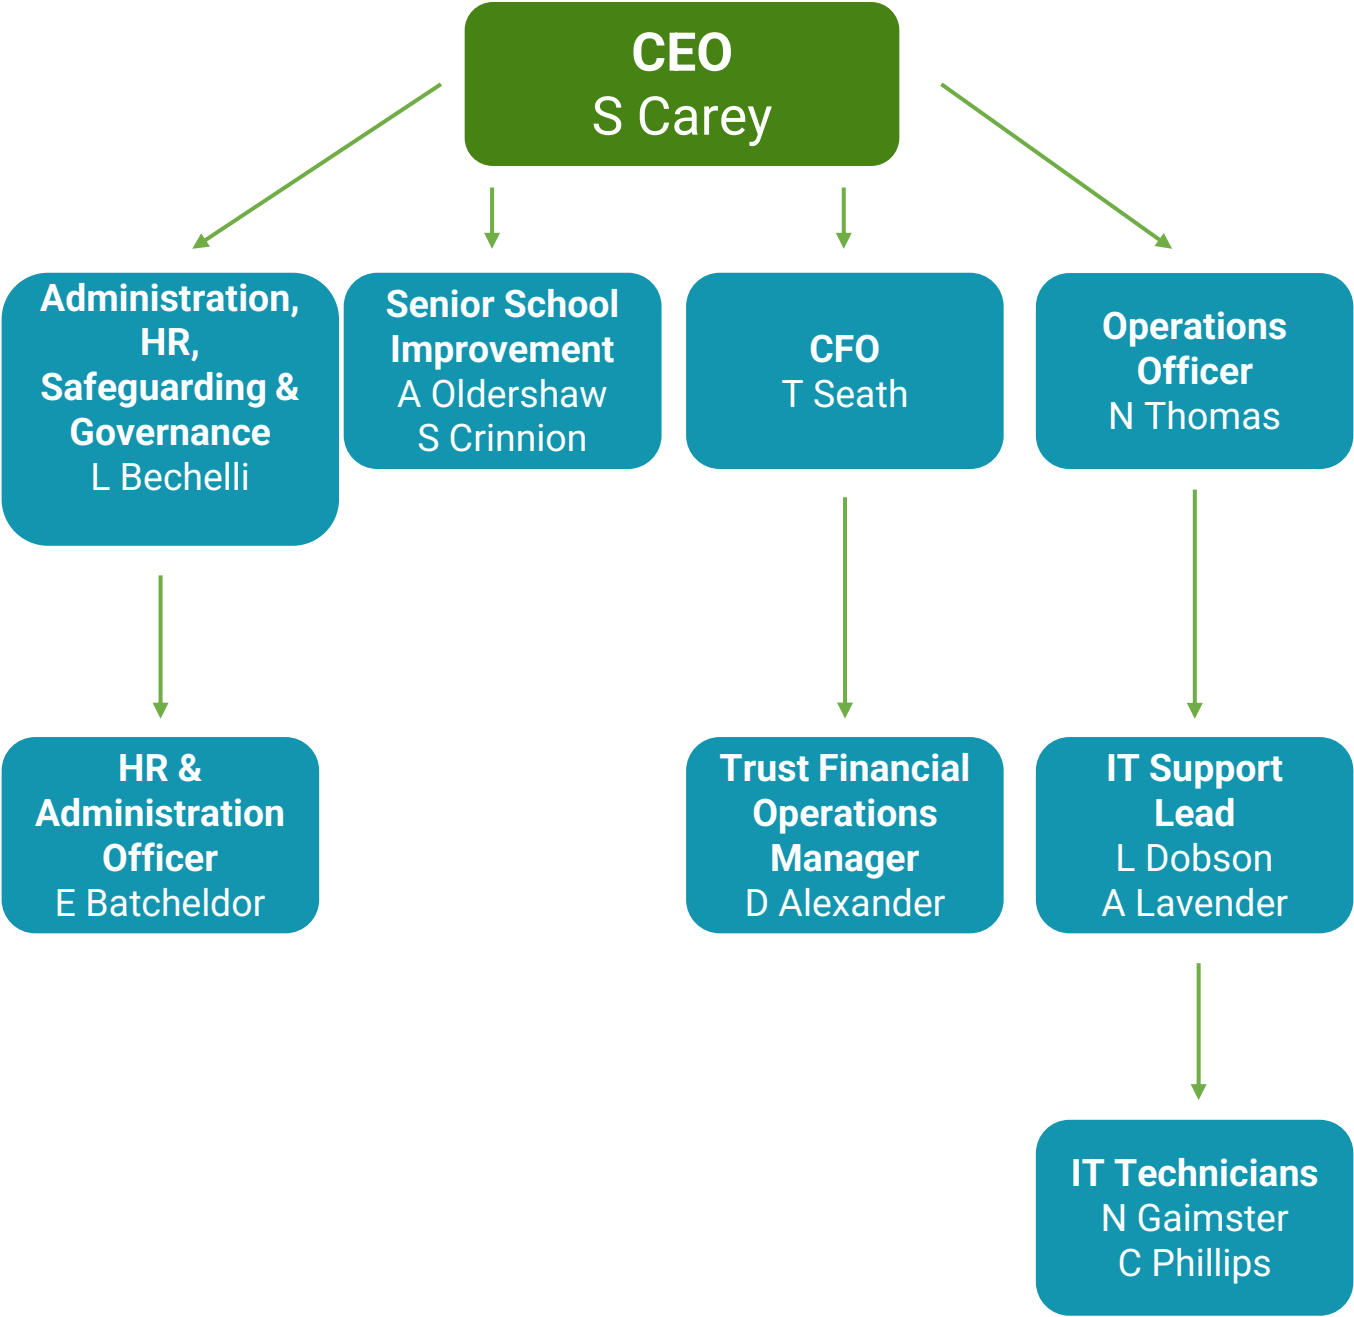 CEO
S Carey
Administration,
HR,
Safeguarding &
Governance
L Bechelli
Senior School
Improvement
A Oldershaw
S Crinnion
CFO
T Seath
Operations
Officer
N Thomas
HR &
Administration
Officer
E Batcheldor
Trust Financial
Operations
Manager
D Alexander
IT Support
Lead
L Dobson
A Lavender
IT Technicians
N Gaimster
C Phillips